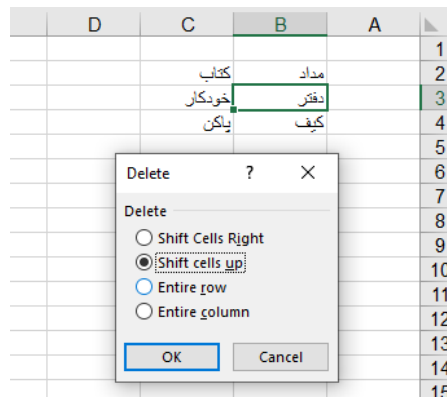 D C B A
1
2 مداد کتاب
3 دفتر خودکار
4 کیف پاکن
5
6
7
8
9
10
11
12
13
14
15
Delete ? ×
Delete
Shift Cells Right
Shift cells up
Entire row
Entire column
OK Cancel